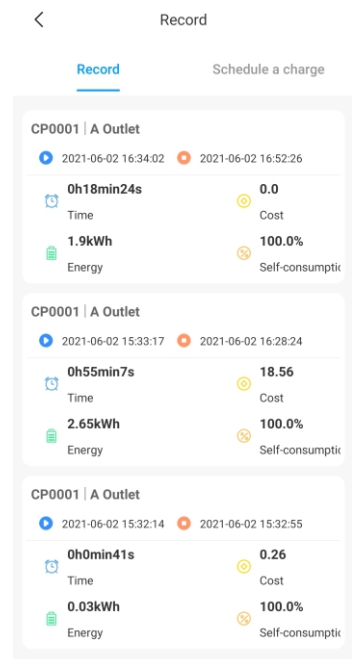 Record
Record Schedule a charge
CP0001 | A Outlet
2021-06-02 16:34:02 2021-06-02 16:52:26
0h18min24s 0.0
Time Cost
1.9kWh 100.0%
Energy Self-consumptic
CP0001 | A Outlet
2021-06-02 15:33:17 2021-06-02 16:28:24
0h55min7s 18.56
Time Cost
2.65kWh 100.0%
Energy Self-consumptic
CP0001 | A Outlet
2021-06-02 15:32:14 2021-06-02 15:32:55
0h0min41s 0.26
Time Cost
0.03kWh 100.0%
Energy Self-consumptic